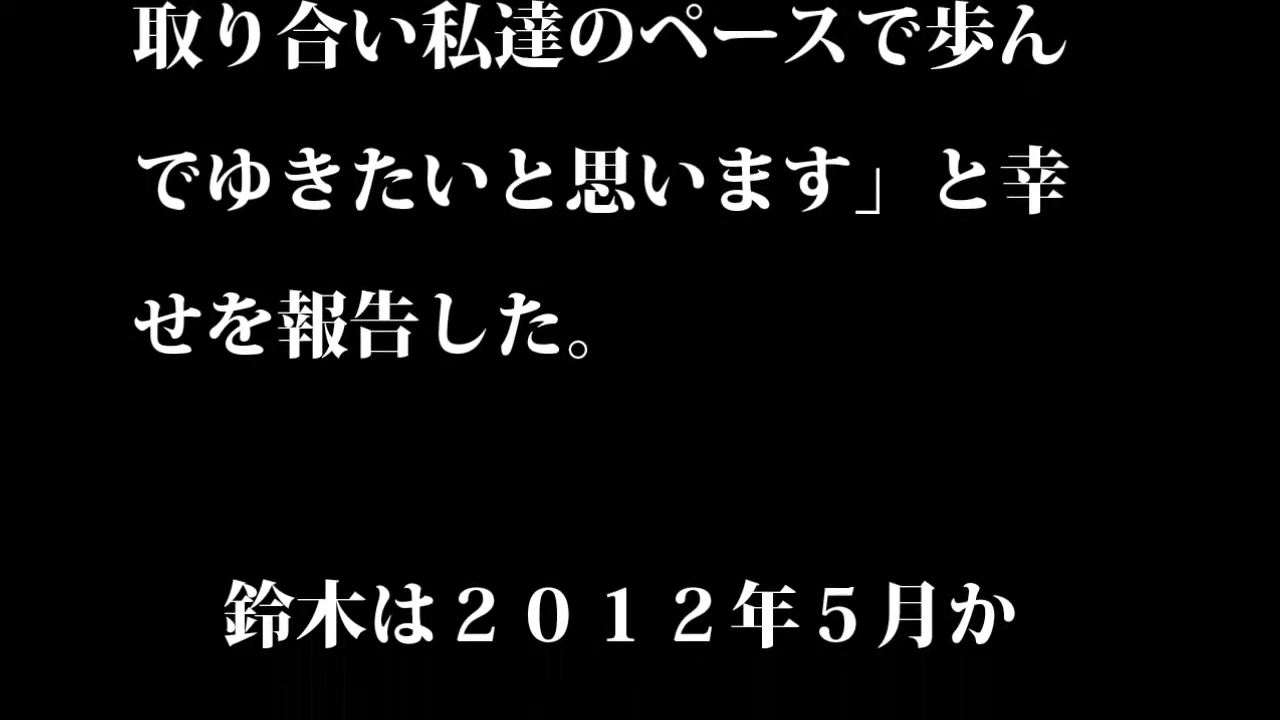 取り合い私達のペースで歩ん
でゆきたいと思います」と幸
せを報告した。
鈴木は２０１２年５月か